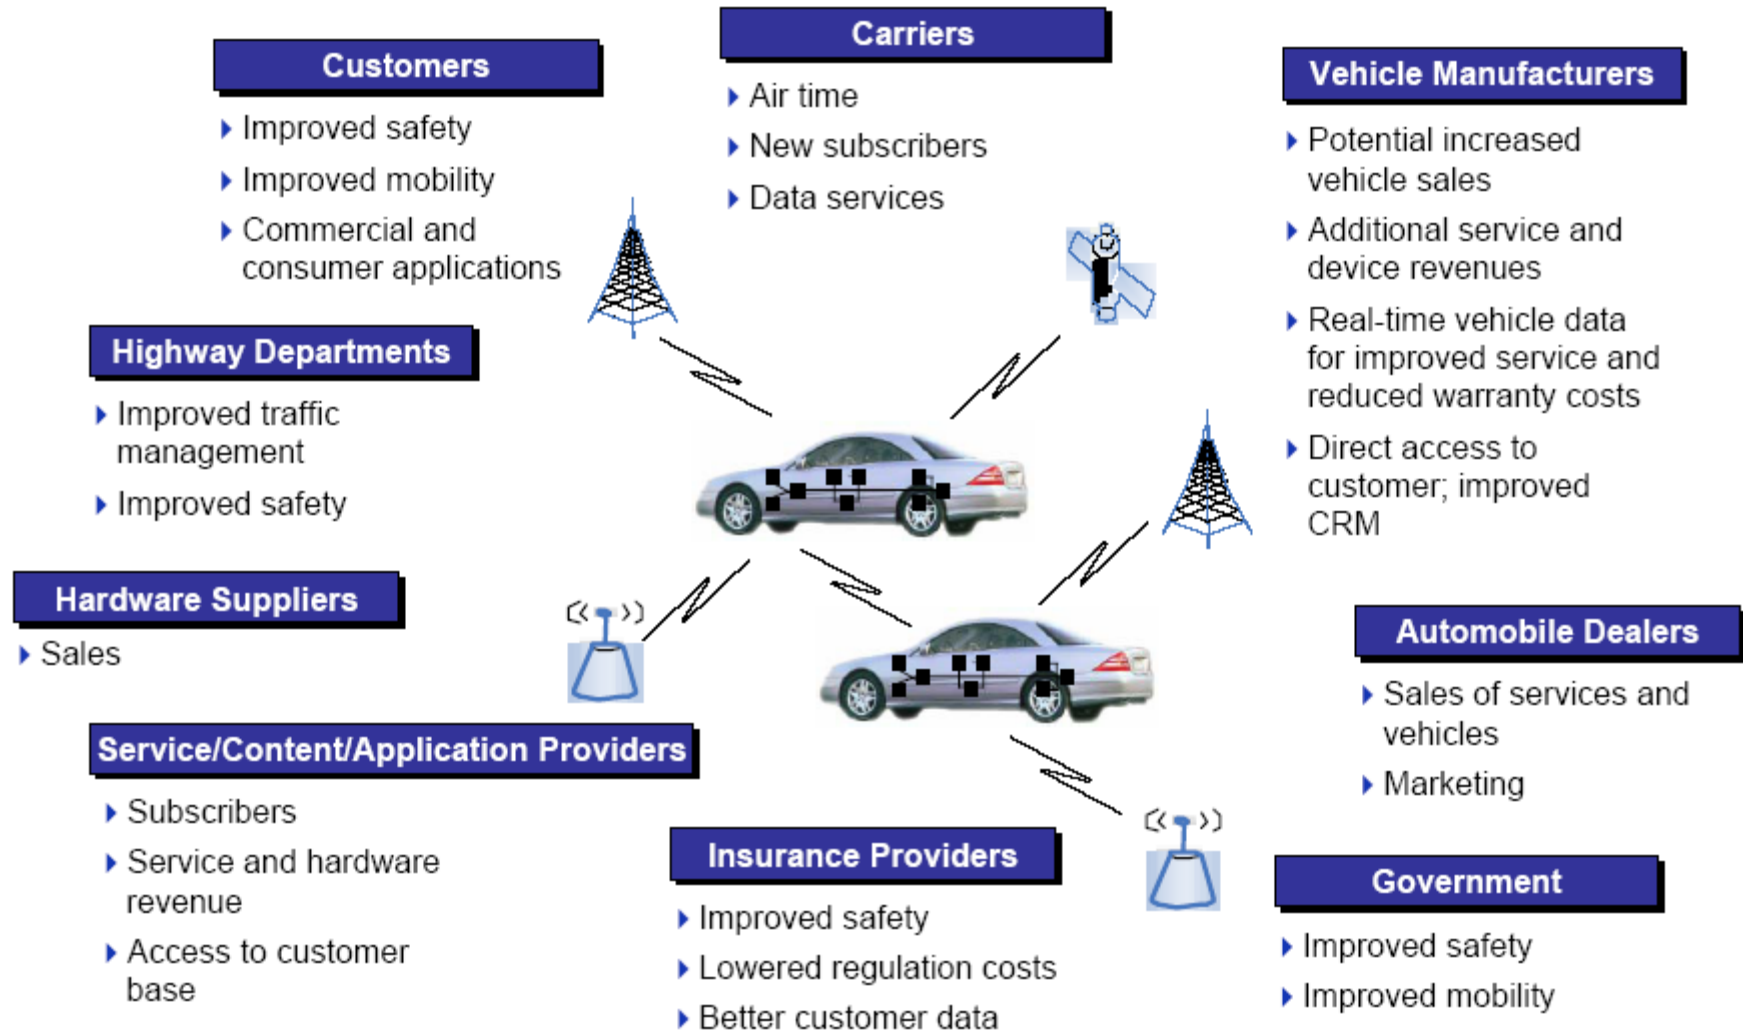 Customers
Improved safety
Improved mobility
Commercial and
consumer applications
Carriers
Air time
New subscribers
Data services
Vehicle Manufacturers
Potential increased
vehicle sales
Additional service and
device revenues
Real-time vehicle data
for improved service and
reduced warranty costs
Direct access to
customer; improved
CRM
Highway Departments
Improved traffic
management
Improved safety
Hardware Suppliers
Sales
Automobile Dealers
Sales of services and
vehicles
Marketing
Service/Content/Application Providers
Subscribers
Service and hardware
revenue
Access to customer
base
Insurance Providers
Improved safety
Lowered regulation costs
Better customer data
Government
Improved safety
Improved mobility